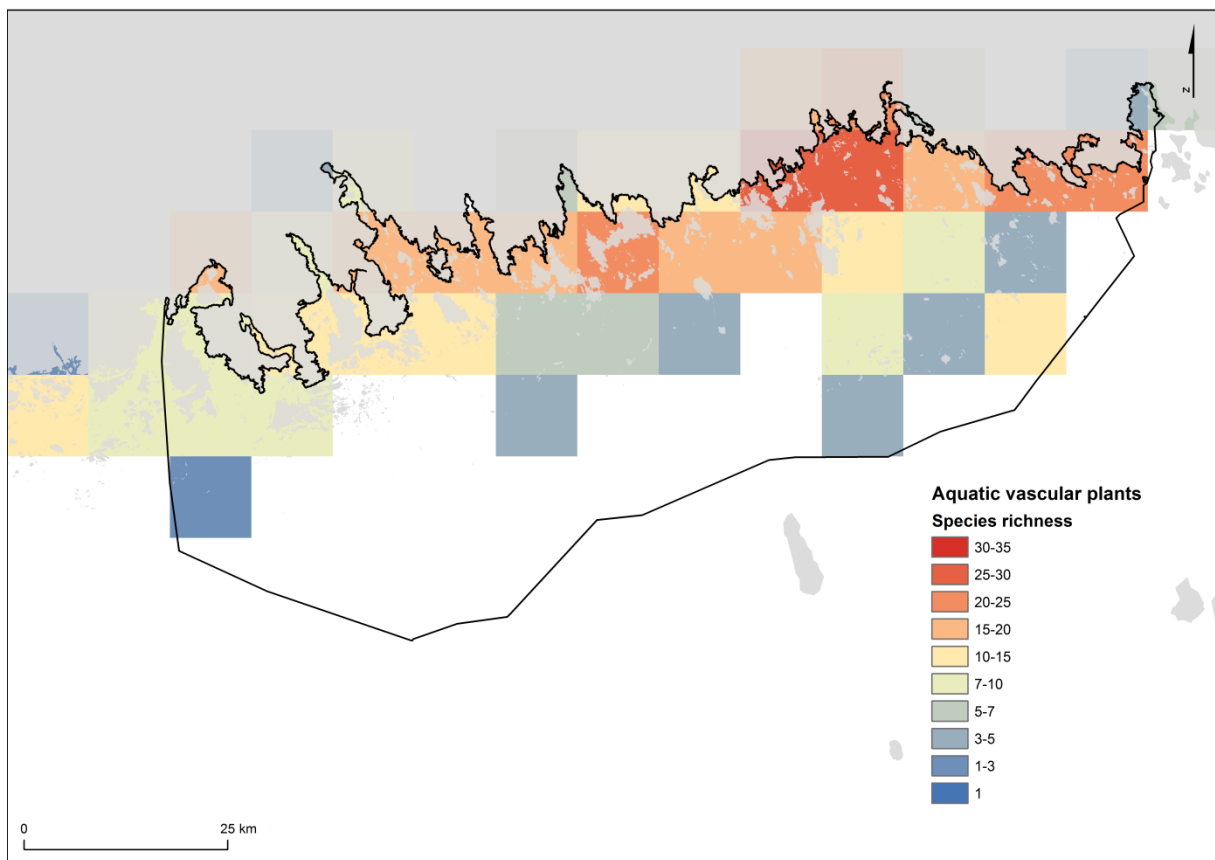 N
Aquatic vascular plants
Species richness
30-35
25-30
20-25
15-20
10-15
7-10
5-7
3-5
1-3
1
0 25 km